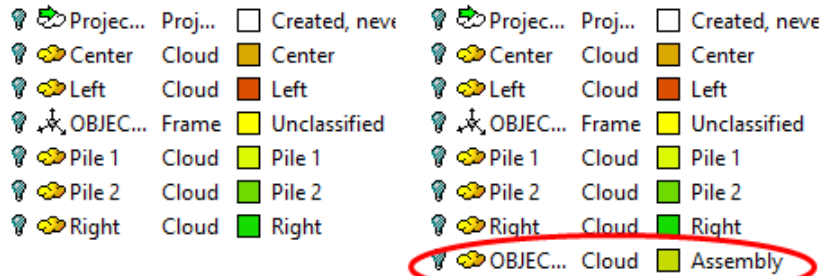 Projec... Proj... Created, neve
Center Cloud Center
Left Cloud Left
OBJEC... Frame Unclassified
Pile 1 Cloud Pile 1
Pile 2 Cloud Pile 2
Right Cloud Right
Projec... Proj... Created, neve
Center Cloud Center
Left Cloud Left
OBJEC... Frame Unclassified
Pile 1 Cloud Pile 1
Pile 2 Cloud Pile 2
Right Cloud Right
OBJEC... Cloud Assembly